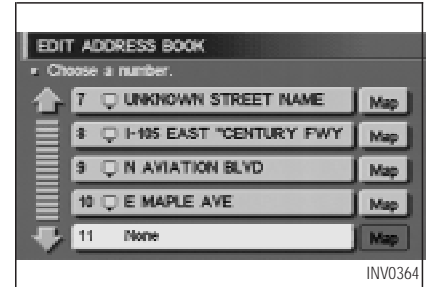 EDIT ADDRESS BOOK
Choose a number.
7 UNKNOWN STREET NAME Map
8 I-105 EAST "CENTURY FWY Map
9 N AVIATION BLVD Map
10 E MAPLE AVE Map
11 None Map
INV0364